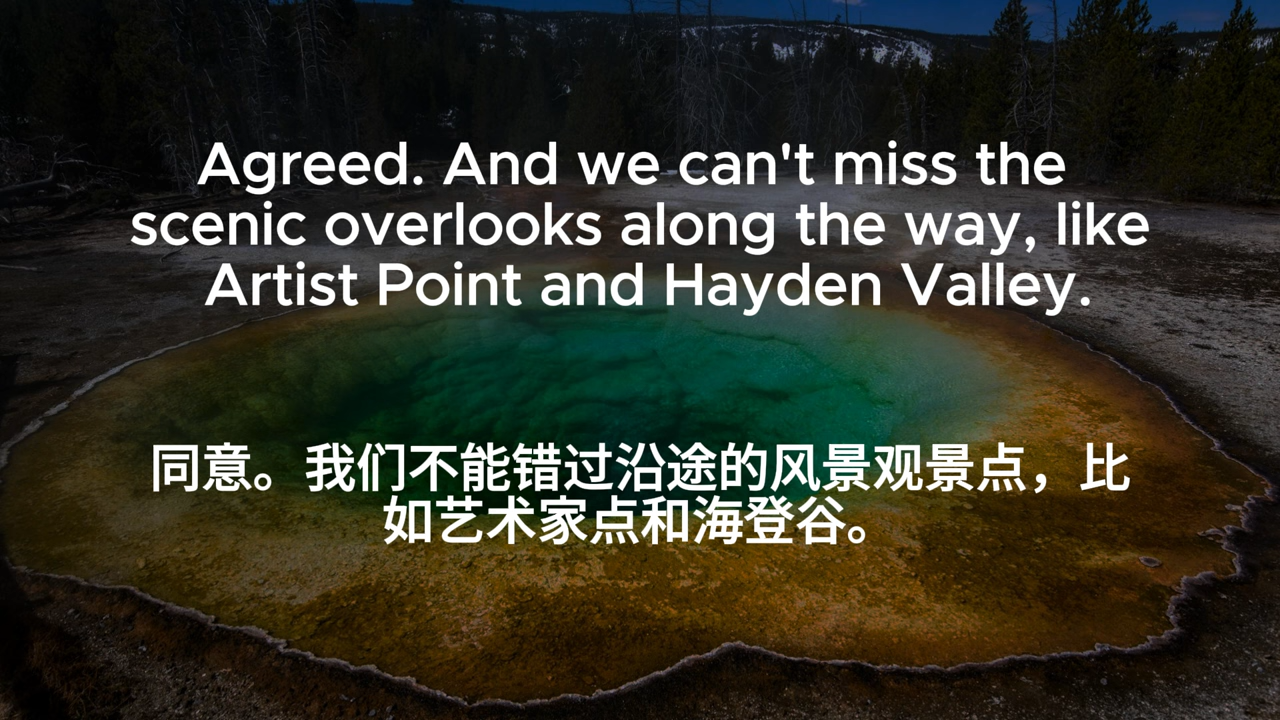 Agreed. And we can't miss the
scenic overlooks along the way, like
Artist Point and Hayden Valley.
同意。我们不能错过沿途的风景观景点，比
如艺术家点和海登谷。